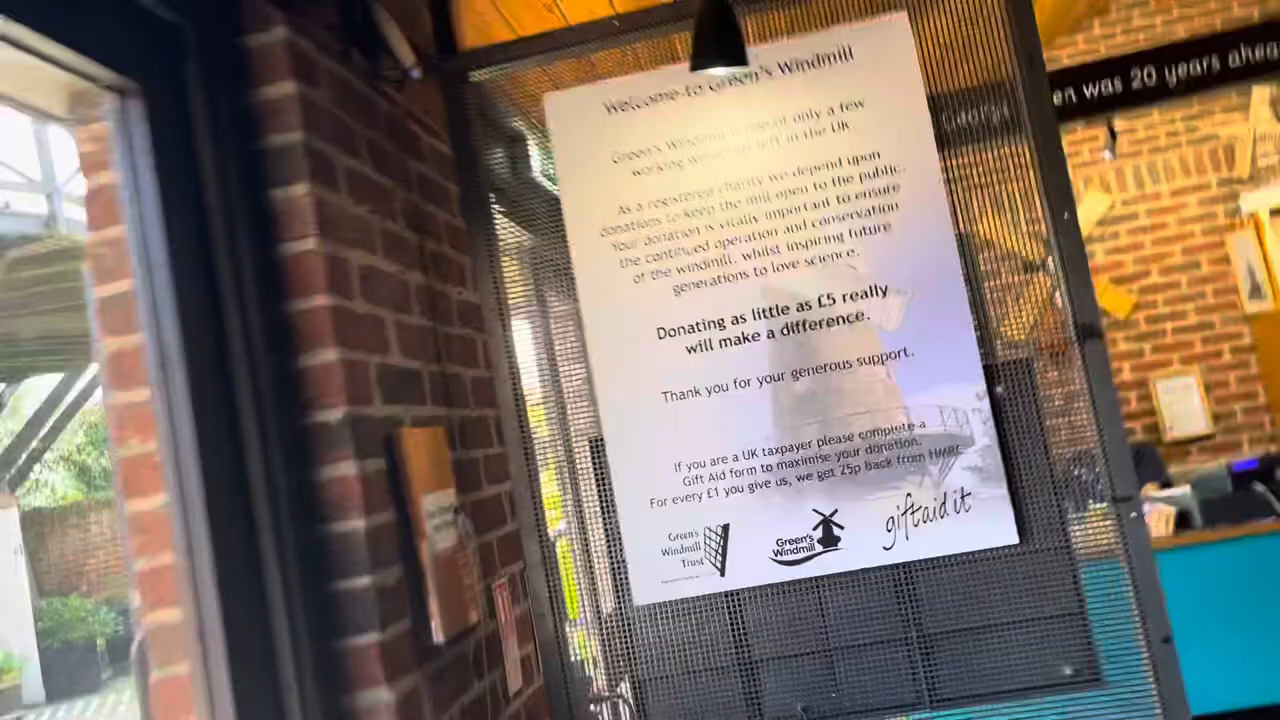 Welcome to Green's Windmill
Green's Windmill is one of only a few
working windmills left in the UK.
As a registered charity we depend upon
donations to keep the mill open to the public.
Your donation is vitally important to ensure
the continued operation and conservation
of the windmill, whilst inspiring future
generations to love science.
Donating as little as £5 really
will make a difference.
Thank you for your generous support.
If you are a UK taxpayer please complete a
Gift Aid form to maximise your donation.
For every £1 you give us, we get 25p back from HMRC
Green's
Windmill
Trust
Green's
Windmill
giftaid it
en was 20 years ahea